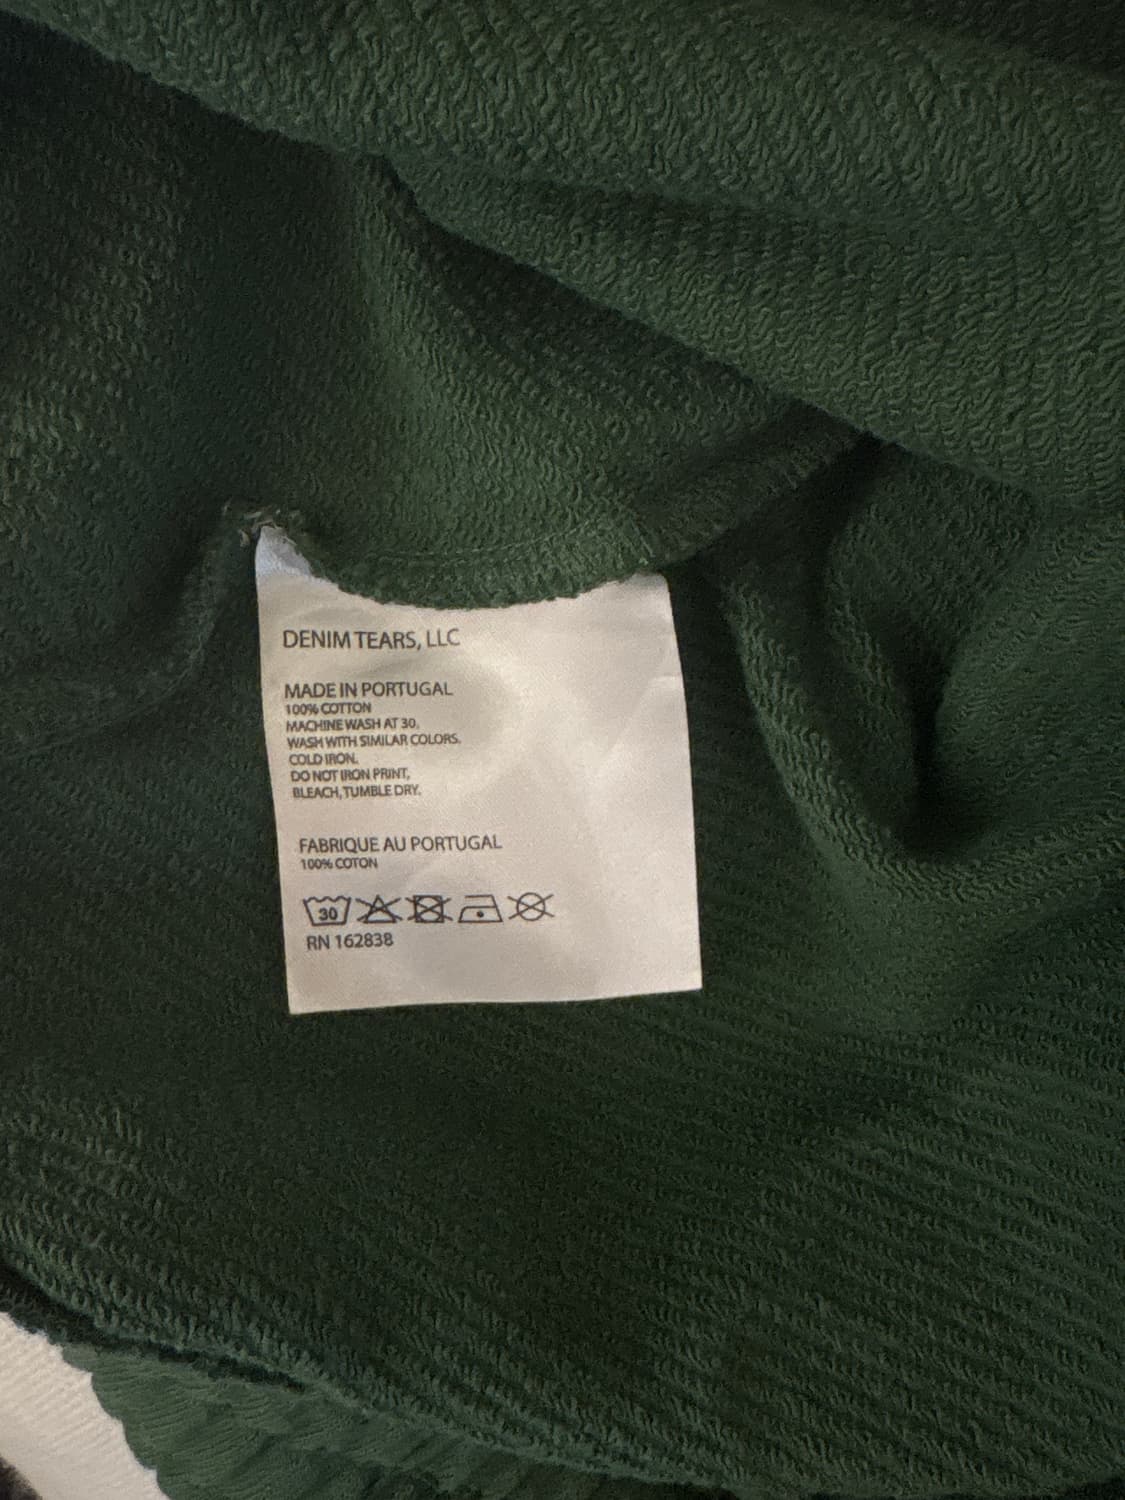 DENIM TEARS, LLC
MADE IN PORTUGAL
100% COTTON
MACHINE WASH AT 30.
WASH WITH SIMILAR COLORS.
COLD IRON.
DO NOT IRON PRINT,
BLEACH, TUMBLE DRY.
FABRIQUE AU PORTUGAL
100% COTON
30
RN 162838